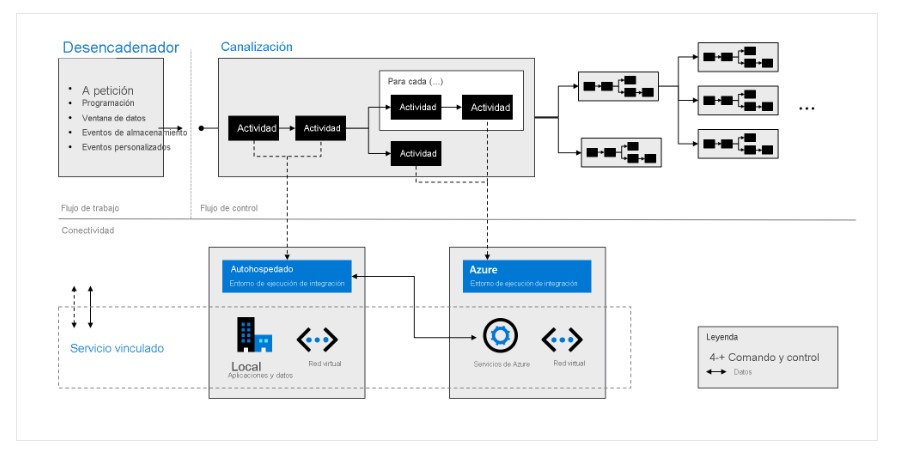 Desencadenador
Canalización
• A petición
• Programación
• Ventana de datos
• Eventos de almacenamiento
• Eventos personalizados
Para cada (...)
Actividad
Actividad
Actividad
Actividad
Actividad
...
Flujo de trabajo
Flujo de control
Conectividad
Autohospedado
Entorno de ejecución de integración
Azure
Entorno de ejecución de integración
Servicio vinculado
Local
Aplicaciones y datos
Red virtual
Servicios de Azure
Red virtual
Leyenda
4-+ Comando y control
Datos